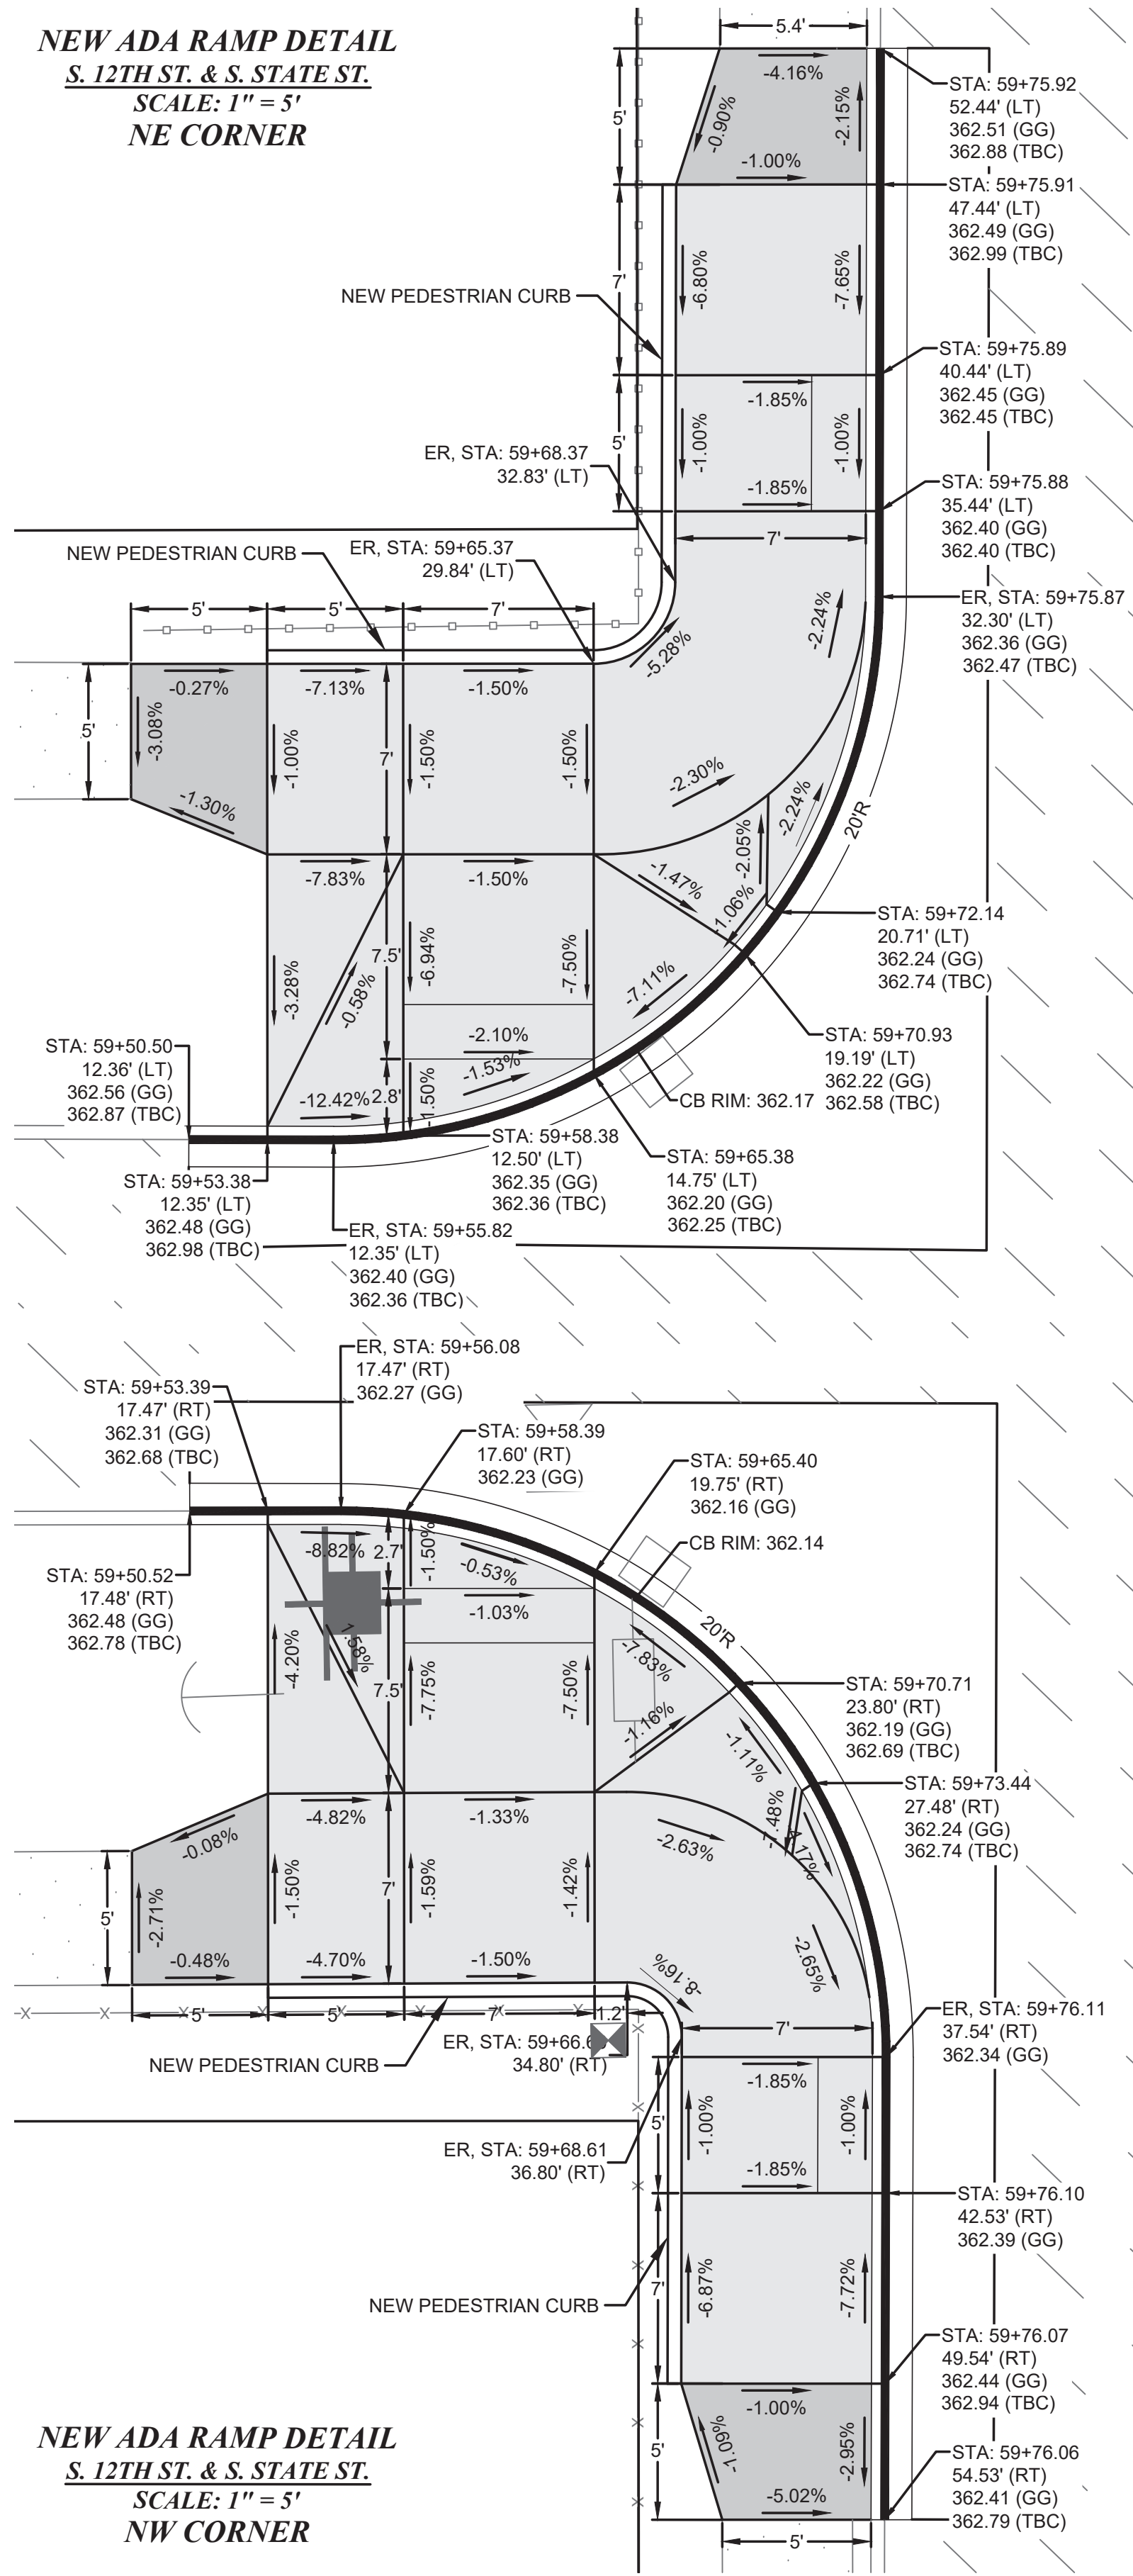 NEW ADA RAMP DETAIL
S. 12TH ST. & S. STATE ST.
SCALE: 1" = 5'
NE CORNER
5.4'
-4.16%
5'
-0.90%
-2.15%
-1.00%
STA: 59+75.92
52.44' (LT)
362.51 (GG)
362.88 (TBC)
STA: 59+75.91
47.44' (LT)
362.49 (GG)
362.99 (TBC)
7'
-6.80%
-7.65%
NEW PEDESTRIAN CURB
STA: 59+75.89
40.44' (LT)
362.45 (GG)
362.45 (TBC)
-1.85%
5'
-1.00%
-1.00%
-1.85%
ER, STA: 59+68.37
32.83' (LT)
STA: 59+75.88
35.44' (LT)
362.40 (GG)
362.40 (TBC)
7'
NEW PEDESTRIAN CURB
ER, STA: 59+65.37
29.84' (LT)
ER, STA: 59+75.87
32.30' (LT)
362.36 (GG)
362.47 (TBC)
5'
5'
7'
-2.24%
-5.28%
-0.27%
-7.13%
-1.50%
5'
-3.08%
-1.00%
7'
-1.50%
-1.50%
-1.30%
-2.30%
-2.24%
20'R
-2.05%
-7.83%
-1.50%
-1.47%
-1.06%
STA: 59+72.14
20.71' (LT)
362.24 (GG)
362.74 (TBC)
-3.28%
-0.58%
7.5'
-6.94%
-7.50%
-7.11%
-2.10%
-1.53%
STA: 59+70.93
19.19' (LT)
362.22 (GG)
362.58 (TBC)
STA: 59+50.50
12.36' (LT)
362.56 (GG)
362.87 (TBC)
-12.42%
2.8'
-1.50%
CB RIM: 362.17
STA: 59+58.38
12.50' (LT)
362.35 (GG)
362.36 (TBC)
STA: 59+65.38
14.75' (LT)
362.20 (GG)
362.25 (TBC)
STA: 59+53.38
12.35' (LT)
362.48 (GG)
362.98 (TBC)
ER, STA: 59+55.82
12.35' (LT)
362.40 (GG)
362.36 (TBC)
ER, STA: 59+56.08
17.47' (RT)
362.27 (GG)
STA: 59+53.39
17.47' (RT)
362.31 (GG)
362.68 (TBC)
STA: 59+58.39
17.60' (RT)
362.23 (GG)
STA: 59+65.40
19.75' (RT)
362.16 (GG)
CB RIM: 362.14
STA: 59+50.52
17.48' (RT)
362.48 (GG)
362.78 (TBC)
-8.82%
2.7'
-1.50%
-0.53%
-1.03%
20'R
-4.20%
1.58%
7.5'
-7.75%
-7.50%
-7.83%
-1.16%
STA: 59+70.71
23.80' (RT)
362.19 (GG)
362.69 (TBC)
-1.11%
STA: 59+73.44
27.48' (RT)
362.24 (GG)
362.74 (TBC)
-4.82%
-1.33%
-0.08%
-2.63%
5'
-2.71%
-1.50%
7'
-1.59%
-1.42%
-0.48%
-4.70%
-1.50%
-8.16%
-2.65%
5'
5'
7'
1.2'
7'
ER, STA: 59+76.11
37.54' (RT)
362.34 (GG)
NEW PEDESTRIAN CURB
34.80' (RT)
-1.85%
5'
-1.00%
-1.00%
-1.85%
ER, STA: 59+68.61
36.80' (RT)
STA: 59+76.10
42.53' (RT)
362.39 (GG)
7'
-6.87%
-7.72%
NEW PEDESTRIAN CURB
STA: 59+76.07
49.54' (RT)
362.44 (GG)
362.94 (TBC)
-1.00%
5'
-1.09%
-2.95%
-5.02%
STA: 59+76.06
54.53' (RT)
362.41 (GG)
362.79 (TBC)
5'
NEW ADA RAMP DETAIL
S. 12TH ST. & S. STATE ST.
SCALE: 1" = 5'
NW CORNER